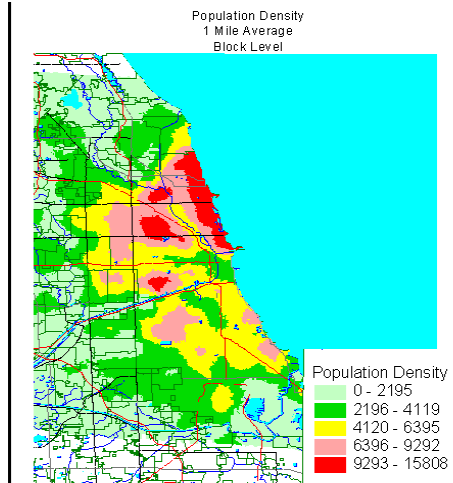 Population Density
1 Mile Average
Block Level
Population Density
0 - 2195
2196 - 4119
4120 - 6395
6396 - 9292
9293 - 15808